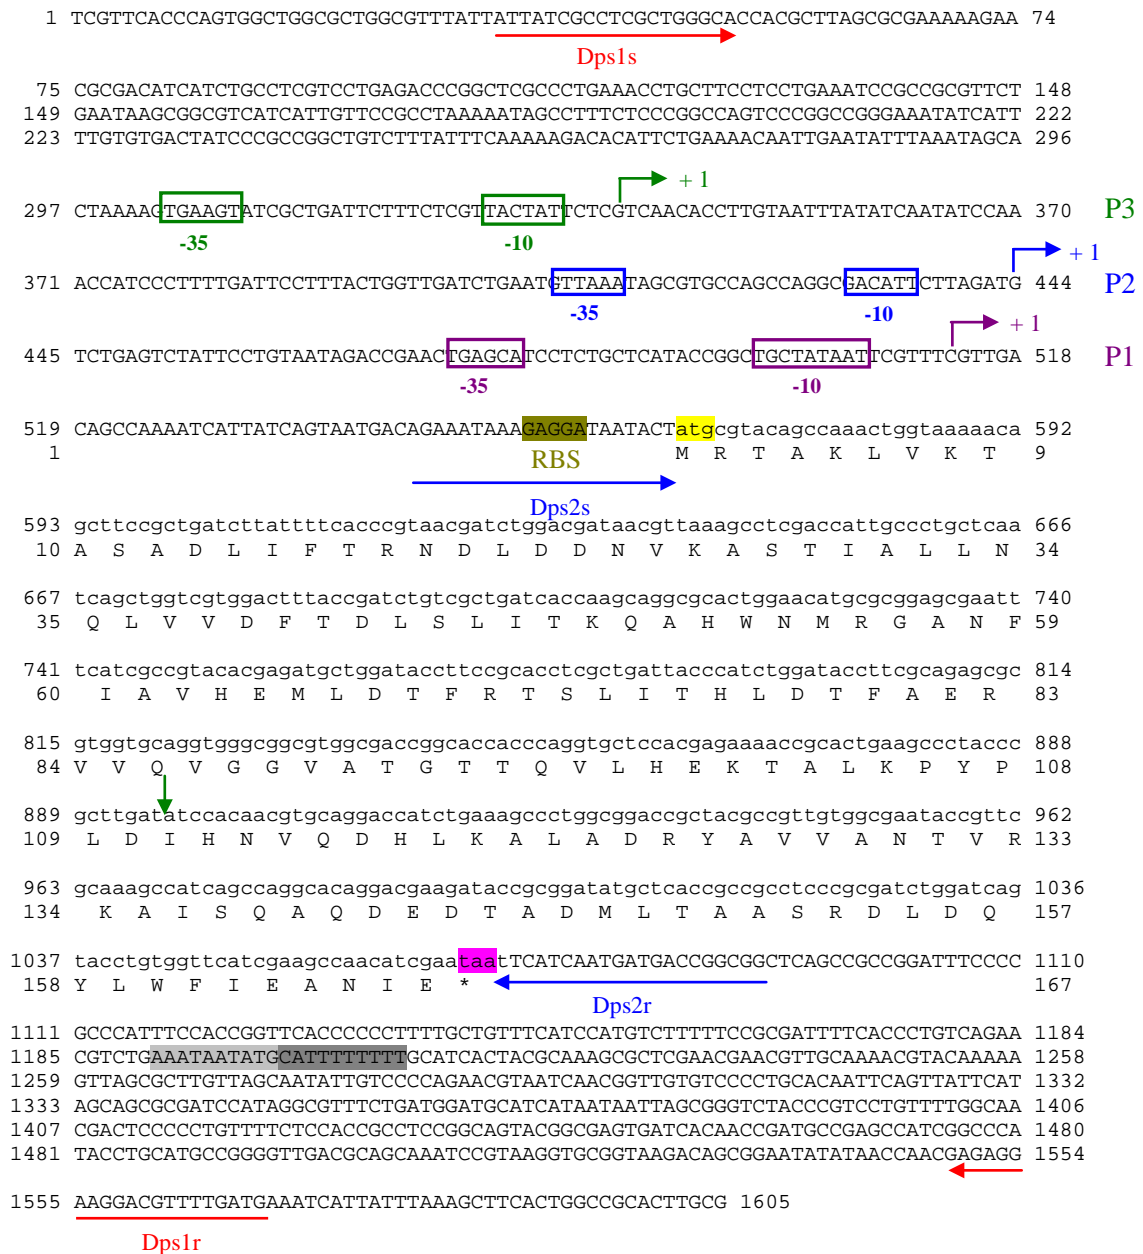 1 TCGTTCACCCAGTGGCTGGCGCTGGCGTTTATTATTATCGCCTCGCTGGGCACCACGCTTAGCGCGAAAAAGAA 74
Dps1s
75 CGCGACATCATCTGCCTCGTCCTGAGACCCGGCTCGCCCTGAAACCTGCTTCCTCCTGAAATCCGCCGCGTTCT 148
149 GAATAAGCGGCGTCATCATTGTTCCGCCTAAAAATAGCCTTTCTCCCGGCCAGTCCCGGCCGGGAAATATCATT 222
223 TTGTGTGACTATCCCGCCGGCTGTCTTTATTTCAAAAAGACACATTCTGAAAACAATTGAATATTTAAATAGCA 296
+ 1
297 CTAAAAGTGAAGTATCGCTGATTCTTTCTCGTTACTATTCTCGTCAACACCTTGTAATTTATATCAATATCCAA 370 P3
-35 -10
+ 1
371 ACCATCCCTTTTGATTCCTTTACTGGTTGATCTGAATGTTAAATAGCGTGCCAGCCAGGCGACATTCTTAGATG 444 P2
-35 -10
+ 1
445 TCTGAGTCTATTCCTGTAATAGACCGAACTGAGCATCCTCTGCTCATACCGGCTGCTATAATTCGTTTCGTTGA 518 P1
-35 -10
519 CAGCCAAAATCATTATCAGTAATGACAGAAATAAAGAGGATAATACTatgcgtacagccaaactggtaaaaaca 592
1 M R T A K L V K T 9
RBS
Dps2s
593 gcttccgctgatcttattttcacccgtaacgatctggacgataacgttaaagcctcgaccattgccctgctcaa 666
10 A S A D L I F T R N D L D D N V K A S T I A L L N 34
667 tcagctggtcgtggactttaccgatctgtcgctgatcaccaagcaggcgcactggaacatgcgcggagcgaatt 740
35 Q L V V D F T D L S L I T K Q A H W N M R G A N F 59
741 tcatcgccgtacacgagatgctggataccttccgcacctcgctgattacccatctggataccttcgcagagcgc 814
60 I A V H E M L D T F R T S L I T H L D T F A E R 83
815 gtggtgcaggtgggcggcgtggcgaccggcaccacccaggtgctccacgagaaaaccgcactgaagccctaccc 888
84 V V Q V G G V A T G T T Q V L H E K T A L K P Y P 108
889 gcttgatatccacaacgtgcaggaccatctgaaagccctggcggaccgctacgccgttgtggcgaataccgttc 962
109 L D I H N V Q D H L K A L A D R Y A V V A N T V R 133
963 gcaaagccatcagccaggcacaggacgaagataccgcggatatgctcaccgccgcctcccgcgatctggatcag 1036
134 K A I S Q A Q D E D T A D M L T A A S R D L D Q 157
1037 tacctgtggttcatcgaagccaacatcgaataatTCATCAATGATGACCGGCGGCTCAGCCGCCGGATTTCCCC 1110
158 Y L W F I E A N I E * 167
Dps2r
1111 GCCCATTTCCACCGGTTCACCCCCCTTTTGCTGTTTCATCCATGTCTTTTTCCGCGATTTTCACCCTGTCAGAA 1184
1185 CGTCTGAAATAATATGCATTTTTTTTGCATCACTACGCAAAGCGCTCGAACGAACGTTGCAAAACGTACAAAAA 1258
1259 GTTAGCGCTTGTTAGCAATATTGTCCCCAGAACGTAATCAACGGTTGTGTCCCCTGCACAATTCAGTTATTCAT 1332
1333 AGCAGCGCGATCCATAGGCGTTTCTGATGGATGCATCATAATAATTAGCGGGTCTACCCGTCCTGTTTTGGCAA 1406
1407 CGACTCCCCCTGTTTTCTCCACCGCCTCCGGCAGTACGGCGAGTGATCACAACCGATGCCGAGCCATCGGCCCA 1480
1481 TACCTGCATGCCGGGGTTGACGCAGCAAATCCGTAAGGTGCGGTAAGACAGCGGAATATATAACCAACGAGAGG 1554
1555 AAGGACGTTTTGATGAAATCATTATTTAAAGCTTCACTGGCCGCACTTGCG 1605
Dps1r